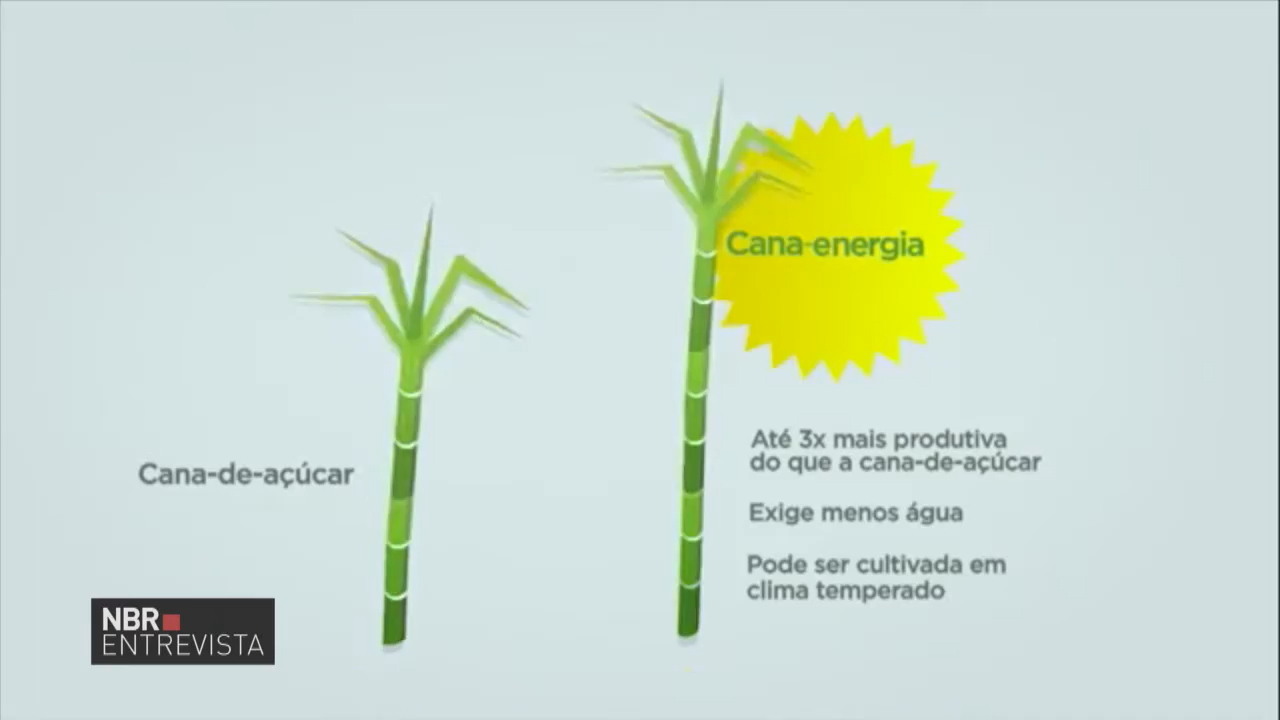 Cana-energia
Até 3x mais produtiva
do que a cana-de-açúcar
Cana-de-açúcar
Exige menos água
Pode ser cultivada em
clima temperado
NBR
ENTREVISTA